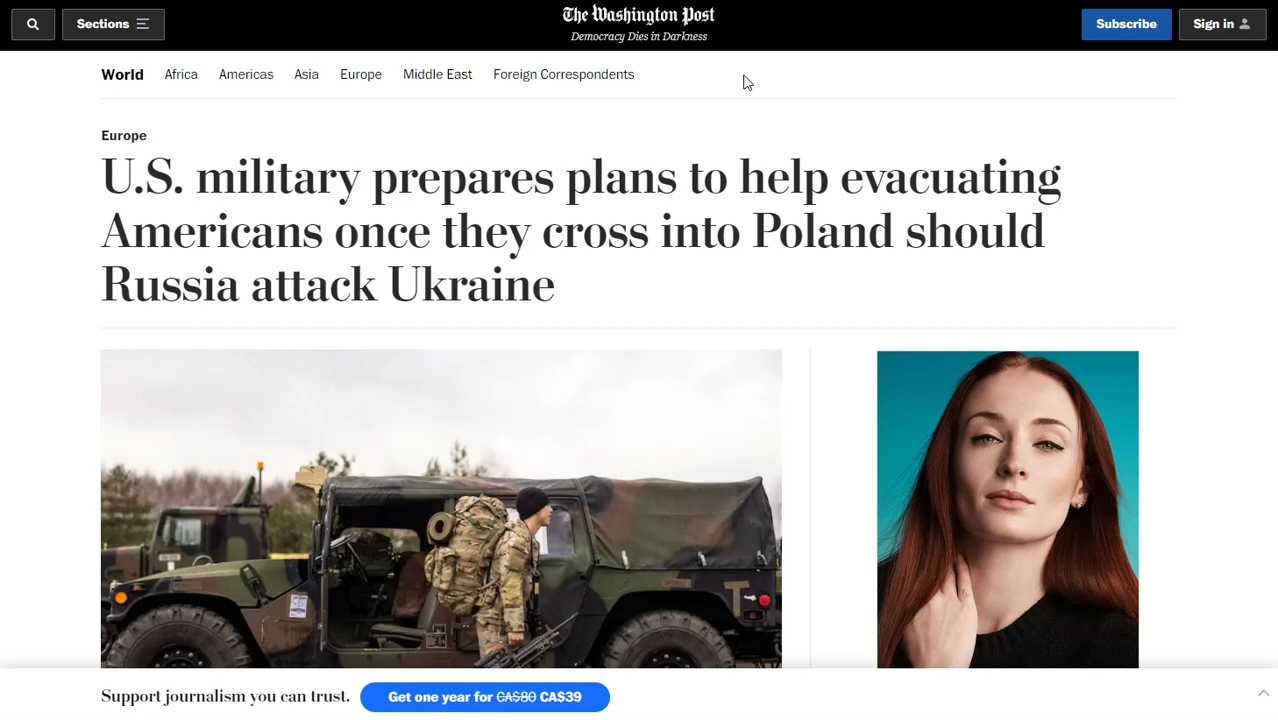 Sections
The Washington Post
Democracy Dies in Darkness
Subscribe
Sign in
World
Africa
Americas
Asia
Europe
Middle East
Foreign Correspondents
Europe
U.S. military prepares plans to help evacuating
Americans once they cross into Poland should
Russia attack Ukraine
T
Support journalism you can trust.
Get one year for CA$80 CA$39